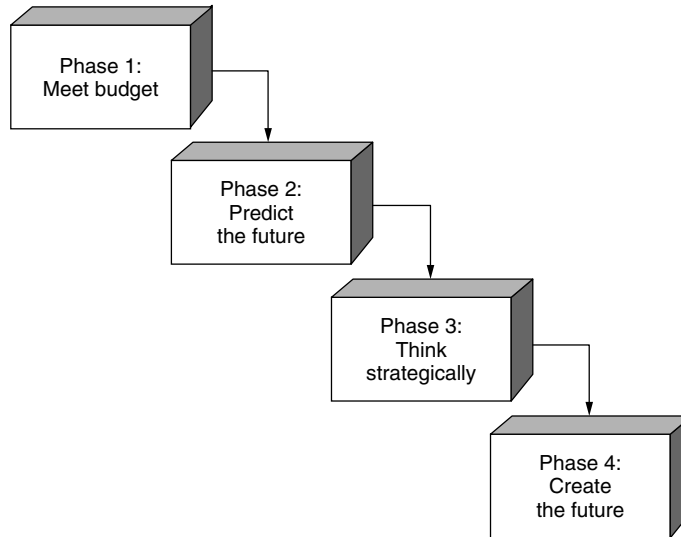 Phase 1:
Meet budget
Phase 2:
Predict
the future
Phase 3:
Think
strategically
Phase 4:
Create
the future